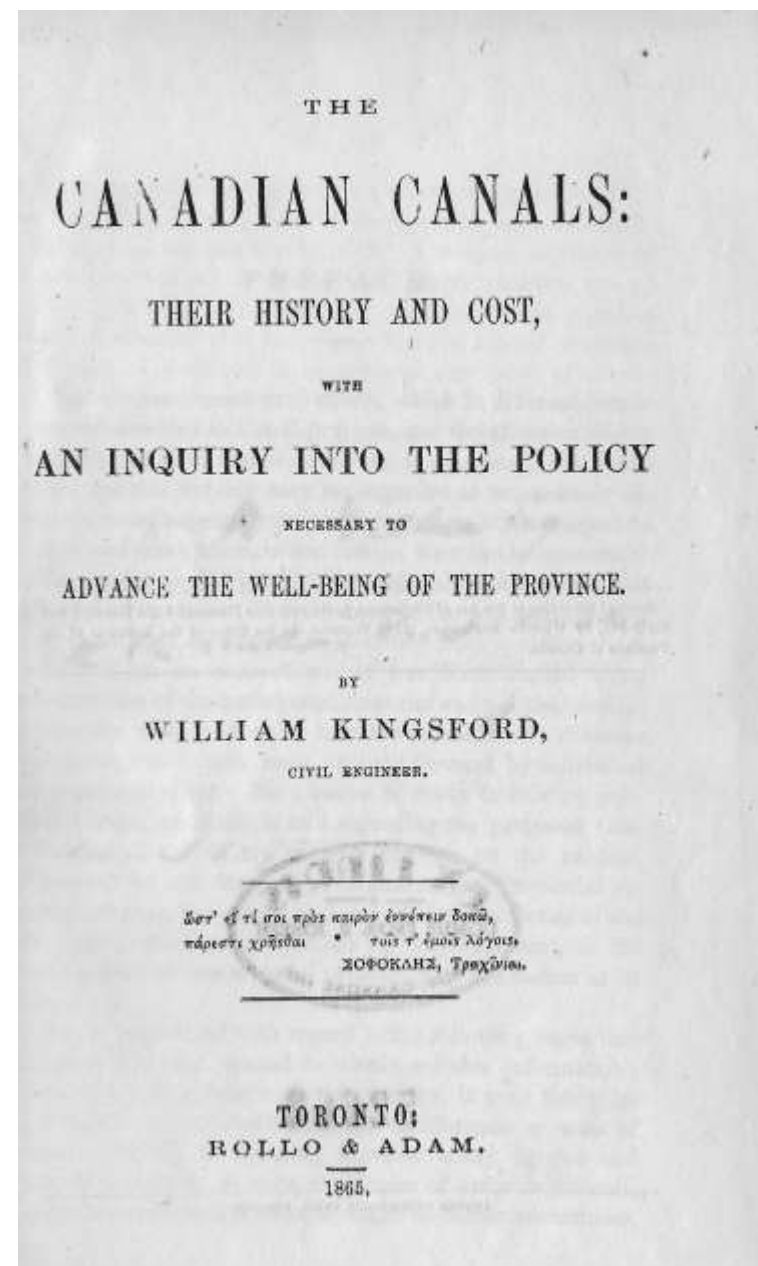 THE
CANADIAN CANALS:
THEIR HISTORY AND COST,
WITH
AN INQUIRY INTO THE POLICY
NECESSARY TO
ADVANCE THE WELL-BEING OF THE PROVINCE.
BY
WILLIAM KINGSFORD,
CIVIL ENGINEER.
ὥστ' εἴ τί σοι πρὸς καιρὸν ἐννέπειν δοκῶ,
πάρεστι χρῆσθαι * τοῖς τ' ἐμοῖς λόγοις.
ΣΟΦΟΚΛΗΣ, Τραχίνιαι.
TORONTO:
ROLLO & ADAM.
1865.